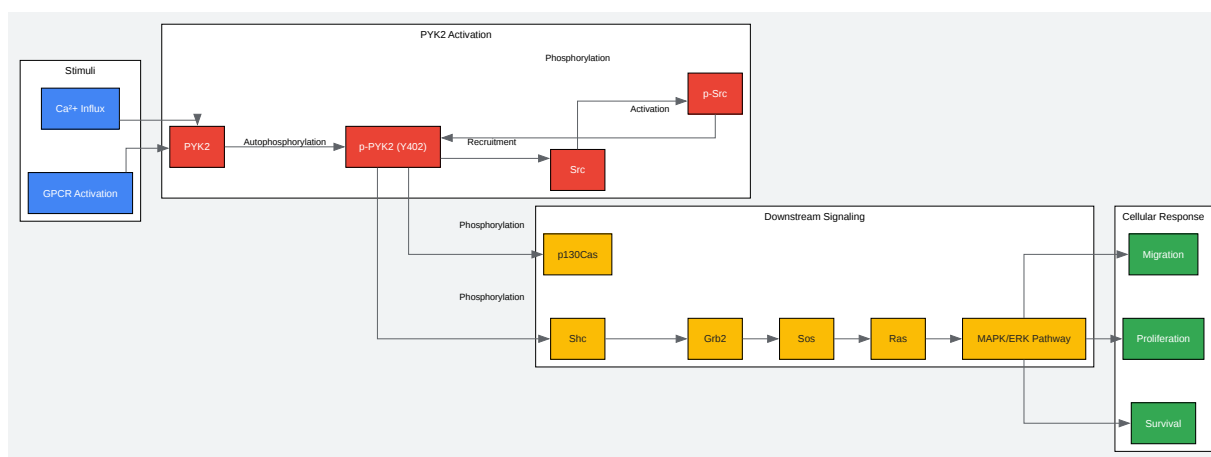 PYK2 Activation
Stimuli
Phosphorylation
Ca²+ Influx
p-Src
Activation
PYK2
Autophosphorylation
p-PYK2 (Y402)
Recruitment
Src
GPCR Activation
Downstream Signaling
Cellular Response
Phosphorylation
p130Cas
Migration
Phosphorylation
Shc
Grb2
Sos
Ras
MAPK/ERK Pathway
Proliferation
Survival